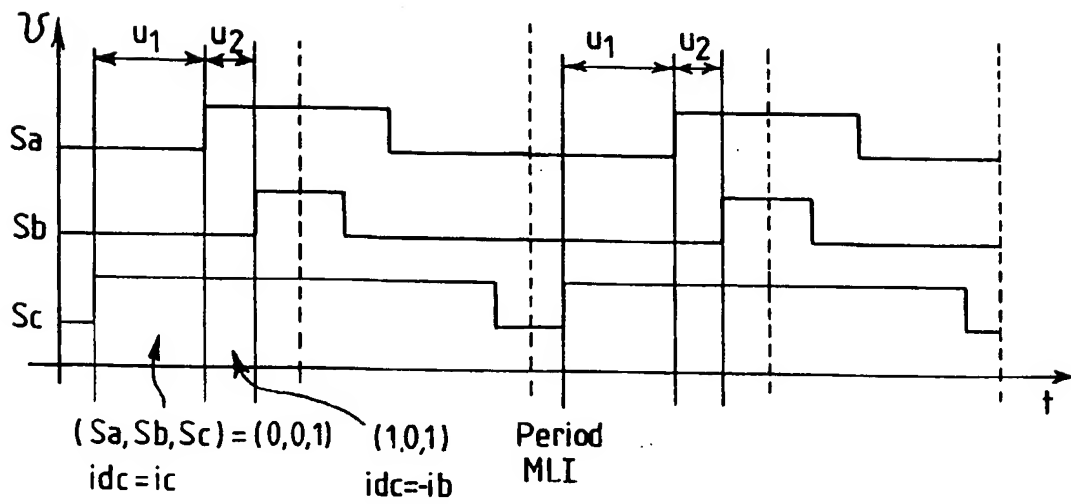 υ
u1
u2
u1
u2
Sa
Sb
Sc
t
(Sa, Sb, Sc) = (0,0,1)
idc = ic
(1,0,1)
idc=-ib
Period
MLI